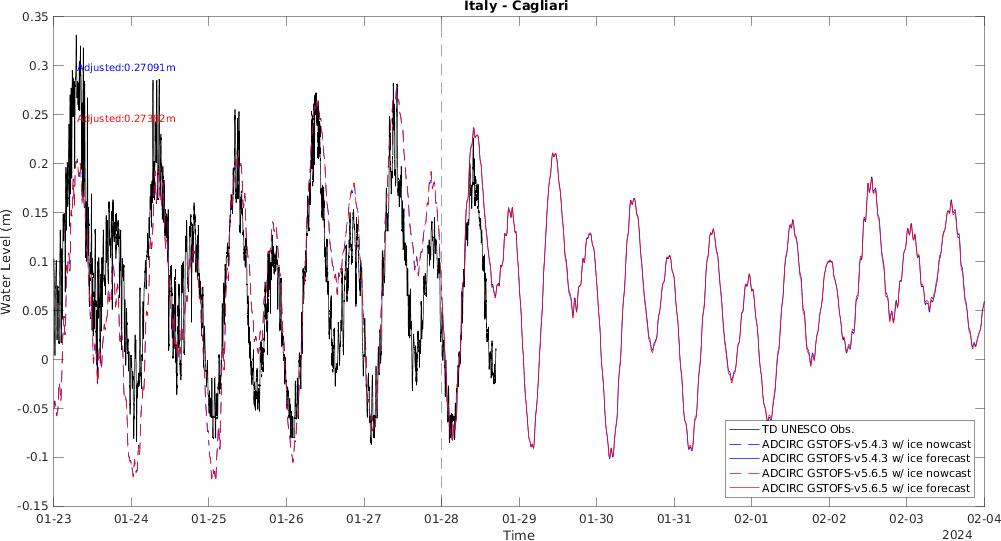 Italy - Cagliari
0.35
0.3
0.25
0.2
0.15
0.1
0.05
0
-0.05
-0.1
-0.15
Water Level (m)
Adjusted:0.27091m
Adjusted:0.27382m
TD UNESCO Obs.
ADCIRC GSTOFS-v5.4.3 w/ ice nowcast
ADCIRC GSTOFS-v5.4.3 w/ ice forecast
ADCIRC GSTOFS-v5.6.5 w/ ice nowcast
ADCIRC GSTOFS-v5.6.5 w/ ice forecast
01-23 01-24 01-25 01-26 01-27 01-28 01-29 01-30 01-31 02-01 02-02 02-03 02-04
Time
2024